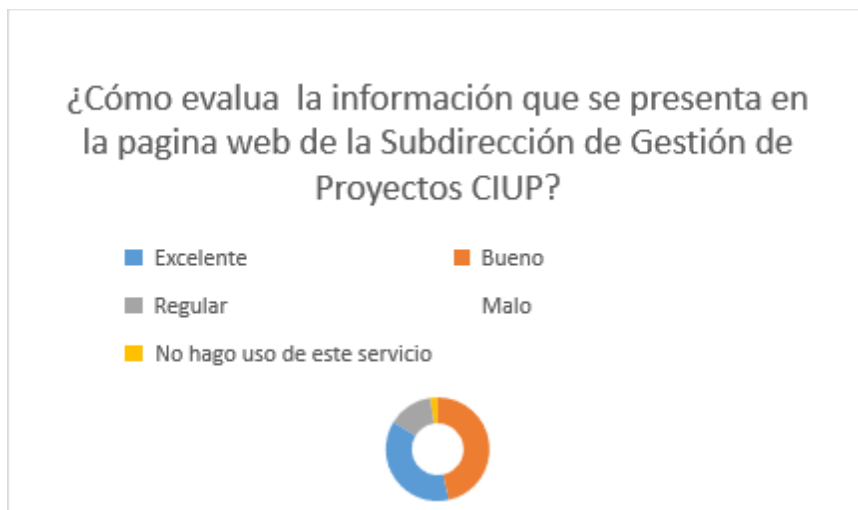 ¿Cómo evalua  la información que se presenta en
la pagina web de la Subdirección de Gestión de
Proyectos CIUP?
Excelente
Bueno
Regular
Malo
No hago uso de este servicio